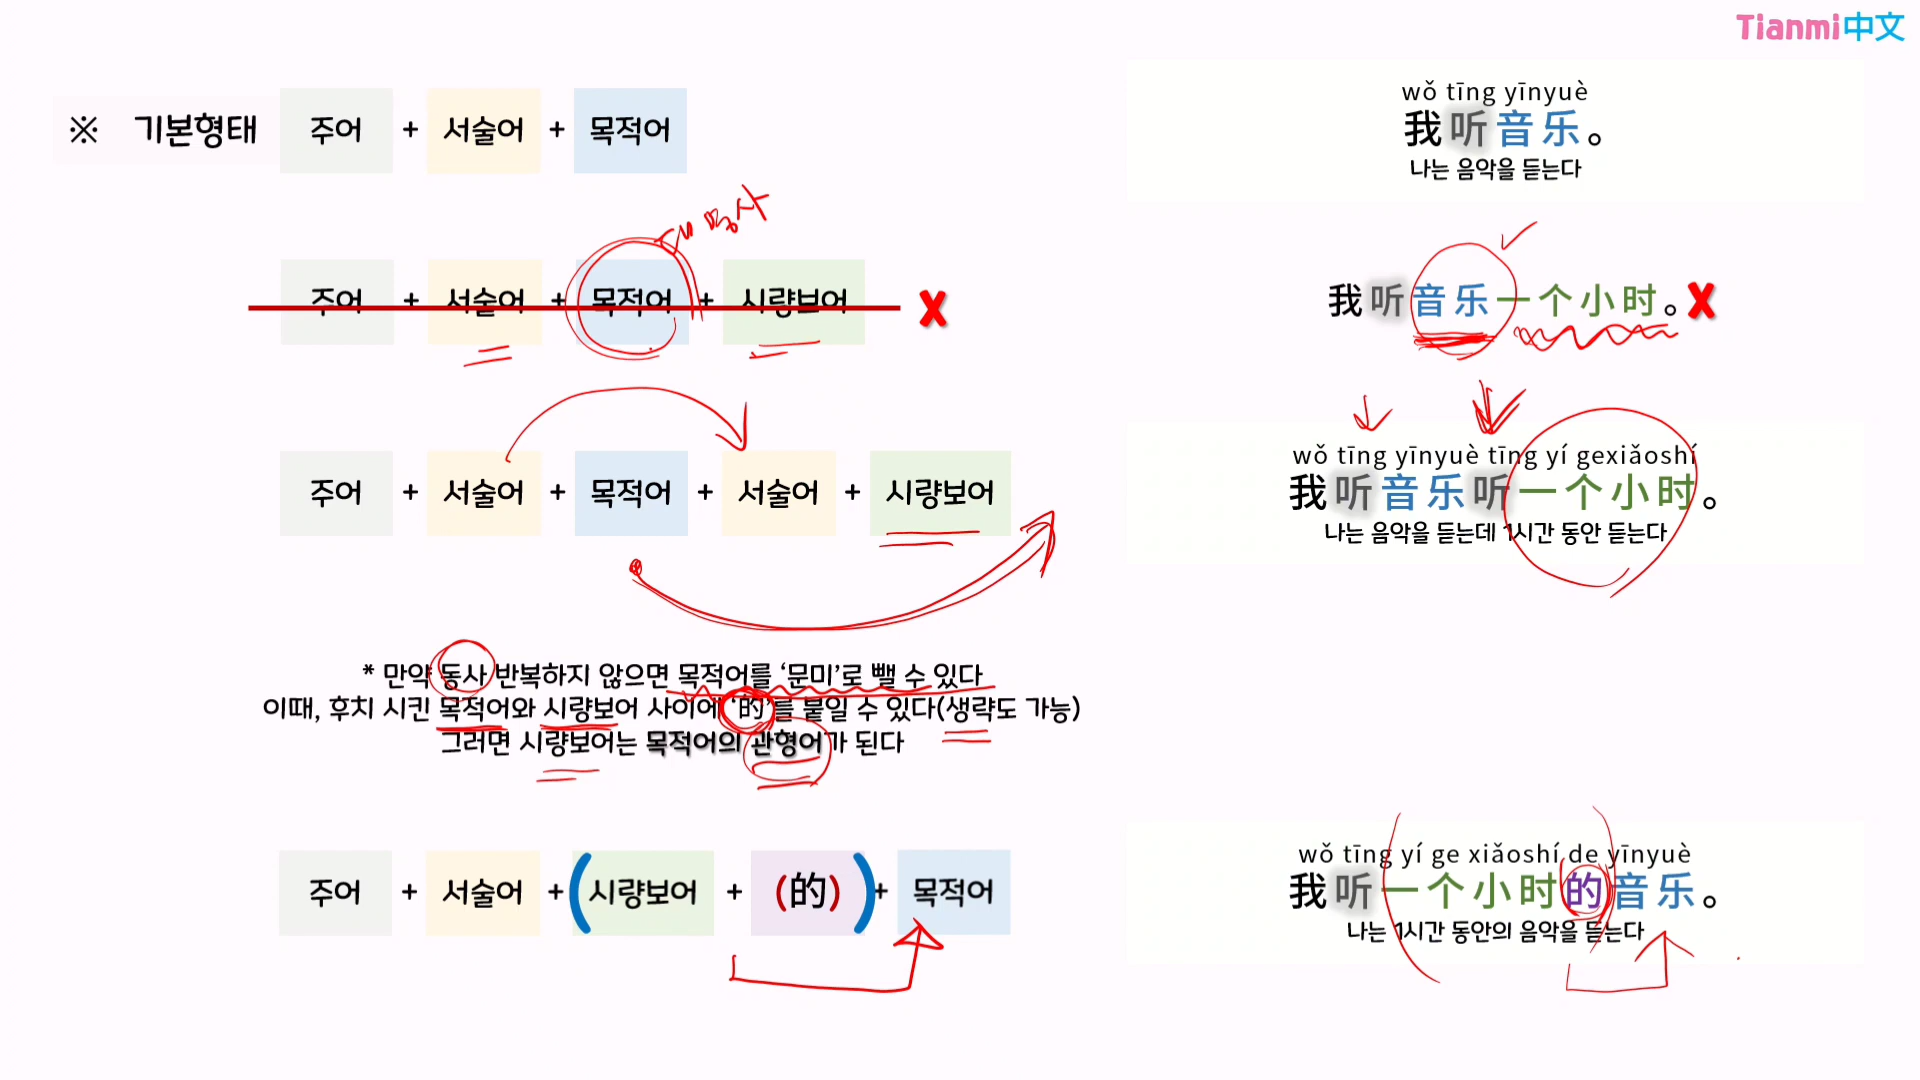 Tianmi中文
※ 기본형태 주어 + 서술어 + 목적어
wǒ tīng yīnyuè
我听音乐。
나는 음악을 듣는다
명사
주어 + 서술어 + 목적어 + 시량보어 X
我听音乐一个小时。X
주어 + 서술어 + 목적어 + 서술어 + 시량보어
wǒ tīng yīnyuè tīng yí gexiǎoshí
我听音乐听一个小时。
나는 음악을 듣는데 1시간 동안 듣는다
* 만약 동사 반복하지 않으면 목적어를 ‘문미’로 뺄 수 있다
이때, 후치 시킨 목적어와 시량보어 사이에 ‘的’를 붙일 수 있다(생략도 가능)
그러면 시량보어는 목적어의 관형어가 된다
주어 + 서술어 + (시량보어 + (的)) + 목적어
wǒ tīng yí ge xiǎoshí de yīnyuè
我听一个小时的音乐。
나는 1시간 동안의 음악을 듣는다